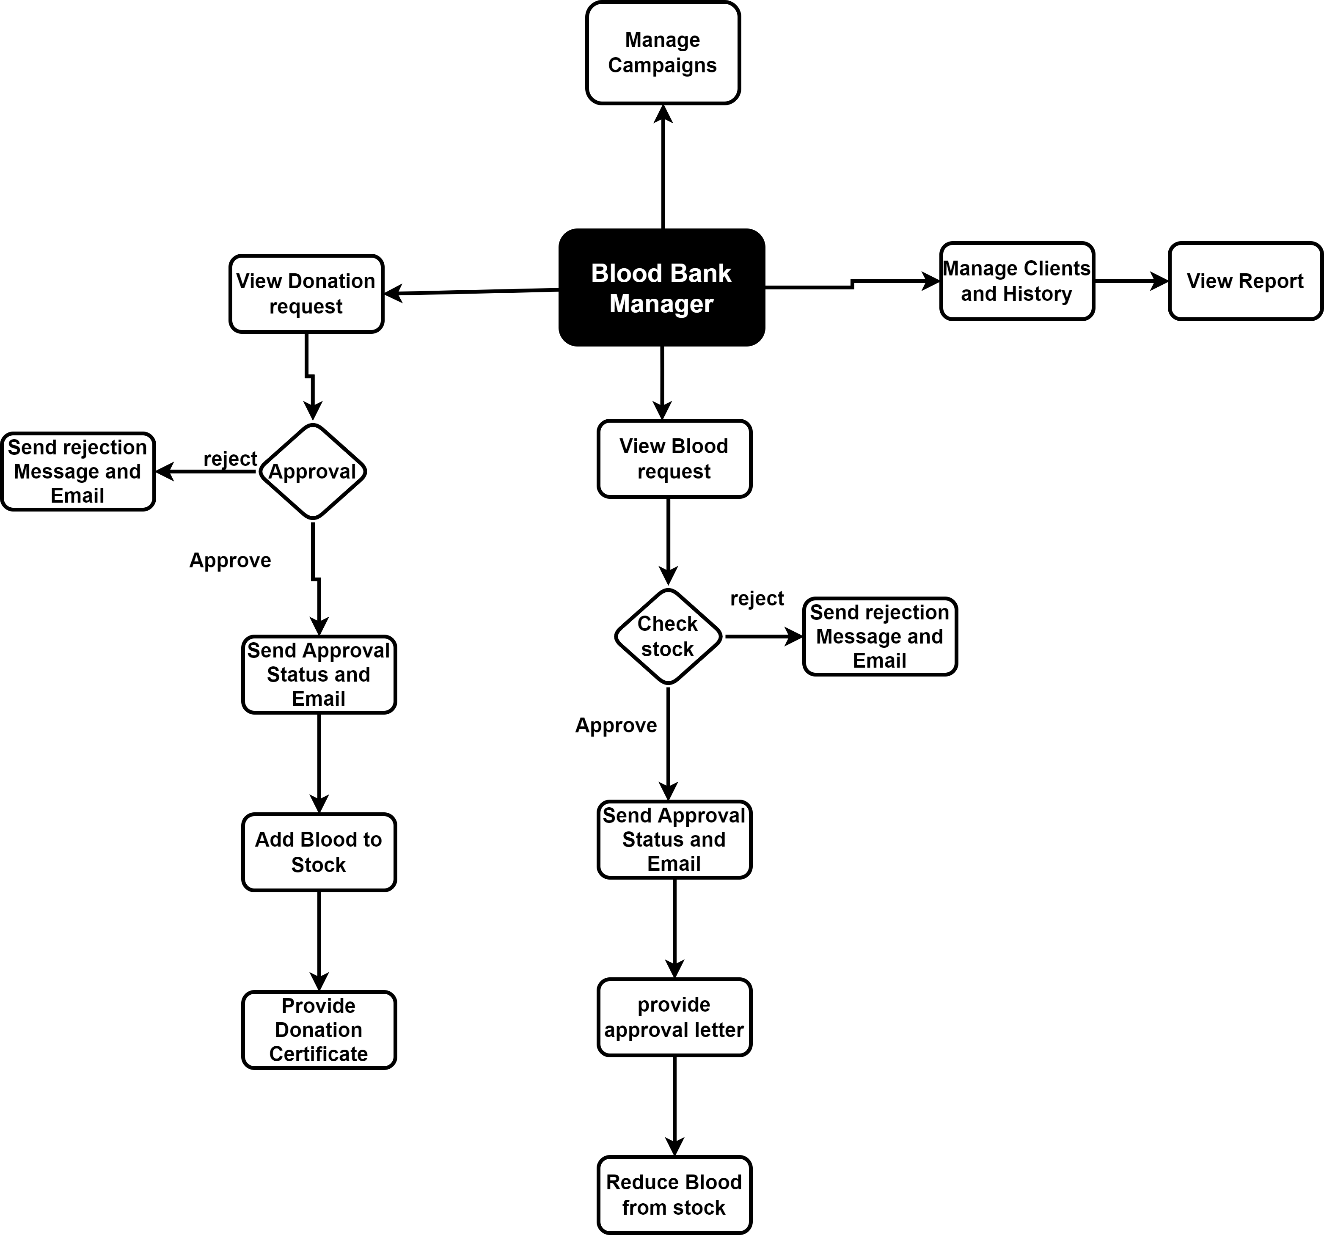 Manage
Campaigns
Blood Bank
Manager
View Donation
request
Manage Clients
and History
View Report
Send rejection
Message and
Email
reject
Approval
View Blood
request
Approve
Check
stock
reject
Send rejection
Message and
Email
Send Approval
Status and
Email
Approve
Add Blood to
Stock
Send Approval
Status and
Email
Provide
Donation
Certificate
provide
approval letter
Reduce Blood
from stock